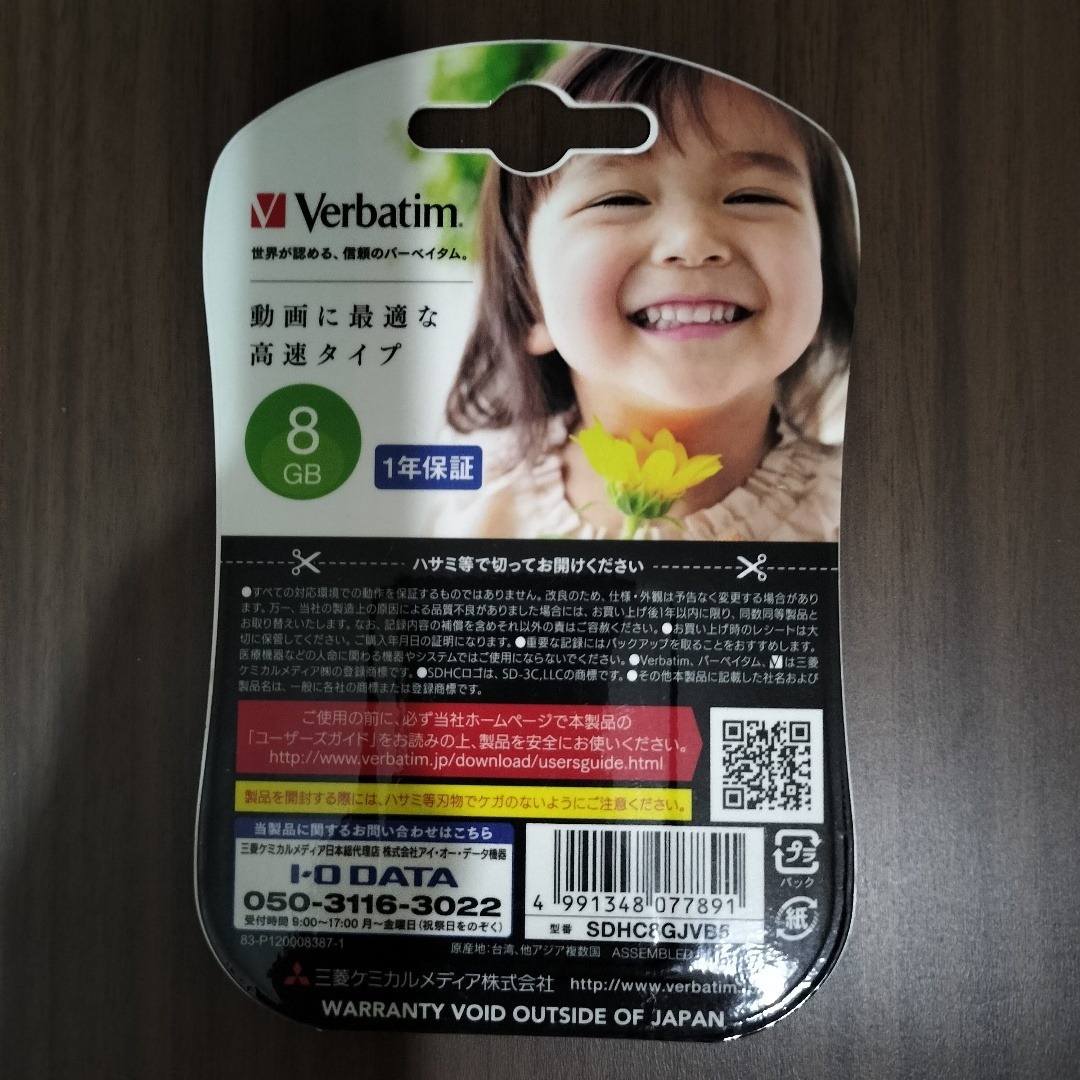 Verbatim.
世界が認める、信頼のバーベイタム。
動画に最適な
高速タイプ
8
GB
1年保証
ハサミ等で切ってお開けください
●すべての対応環境での動作を保証するものではありません。改良のため、仕様・外観は予告なく変更する場合があり
ます。万一、当社の製造上の原因による品質不良がありました場合には、お買い上げ後1年以内に限り、同数同等製品と
お取り替えいたします。なお、記録内容の補償を含めそれ以外の責はご容赦ください。●お買い上げ時のレシートは大
切に保管してください。ご購入年月日の証明になります。●重要な記録にはバックアップを取ることをおすすめします。
医療機器などの人命に関わる機器やシステムではご使用にならないでください。●Verbatim、バーベイタム、は三菱
ケミカルメディア㈱の登録商標です。●SDHCロゴは、SD-3C,LLCの商標です。●その他本製品に記載した社名および
製品名は、一般に各社の商標または登録商標です。
ご使用の前に、必ず当社ホームページで本製品の
「ユーザーズガイド」をお読みの上、製品を安全にお使いください。
http://www.verbatim.jp/download/usersguide.html
製品を開封する際には、ハサミ等刃物でケガのないようにご注意ください。
当製品に関するお問い合わせはこちら
三菱ケミカルメディア日本総代理店 株式会社アイ・オー・データ機器
I-O DATA
050-3116-3022
受付時間 9:00〜17:00 月〜金曜日(祝祭日をのぞく)
83-P120008387-1
4 991348 077891
型番 SDHC8GJVB5
プラ
パック
紙
原産地:台湾、他アジア複数国 ASSEMBLED
三菱ケミカルメディア株式会社 http://www.verbatim.
WARRANTY VOID OUTSIDE OF JAPAN